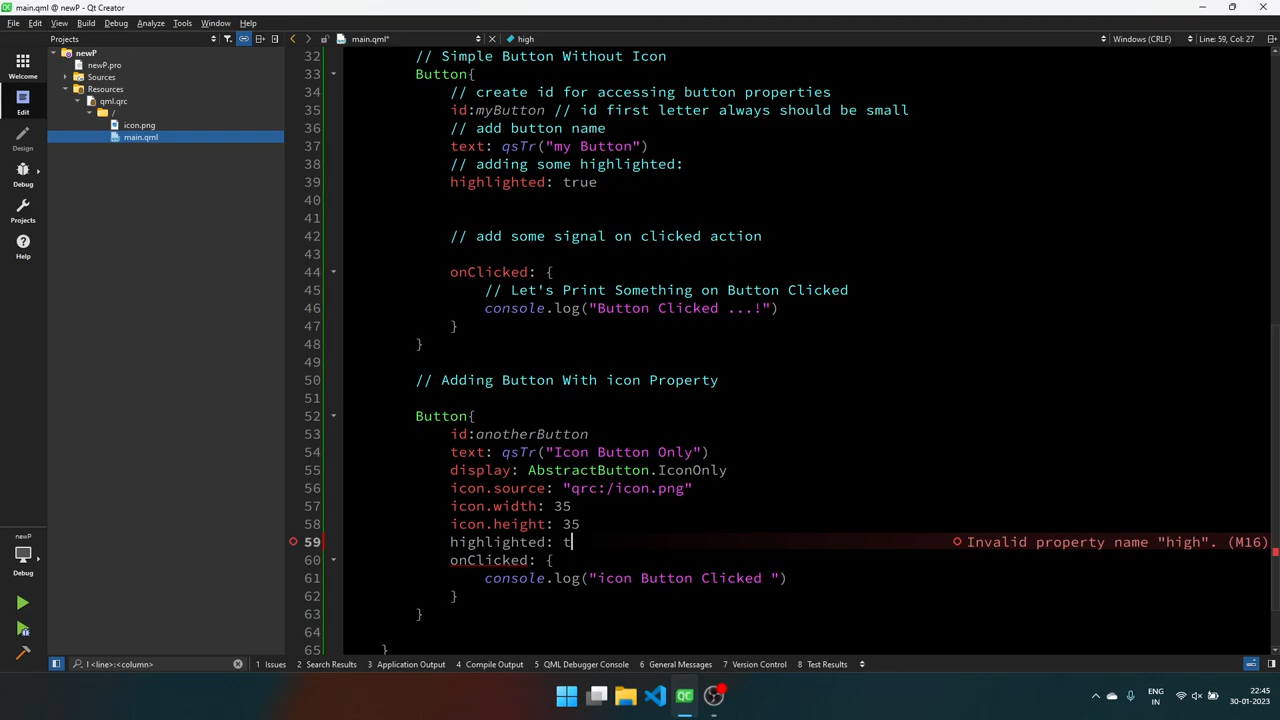 main.qml - Qt Creator
File Edit View Build Debug Analyze Tools Window Help
Projects
main.qml*
high
Windows (CRLF)
Line: 59, Col: 27
Welcome
Edit
Design
Debug
Projects
Help
newP
Debug
newP
newP.pro
Sources
Resources
qml.qrc
/
icon.png
main.qml
32 // Simple Button Without Icon
33 Button{
34 // create id for accessing button properties
35 id:myButton // id first letter always should be small
36 // add button name
37 text: qsTr("my Button")
38 // adding some highlighted:
39 highlighted: true
40
41
42 // add some signal on clicked action
43
44 onClicked: {
45 // Let's Print Something on Button Clicked
46 console.log("Button Clicked ...!")
47 }
48 }
49
50 // Adding Button With icon Property
51
52 Button{
53 id:anotherButton
54 text: qsTr("Icon Button Only")
55 display: AbstractButton.IconOnly
56 icon.source: "qrc:/icon.png"
57 icon.width: 35
58 icon.height: 35
59 highlighted: t Invalid property name "high". (M16)
60 onClicked: {
61 console.log("icon Button Clicked ")
62 }
63 }
64
65 }
l <line>:<column>
1 Issues 2 Search Results 3 Application Output 4 Compile Output 5 QML Debugger Console 6 General Messages 7 Version Control 8 Test Results
QC
ENG
IN
22:45
30-01-2023